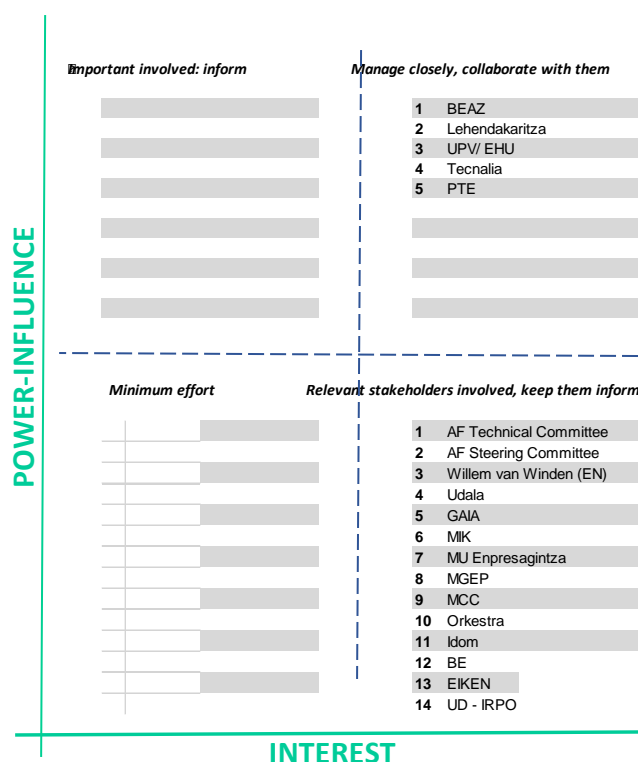 Important involved: inform
Manage closely, collaborate with them
1 BEAZ
2 Lehendakaritza
3 UPV/ EHU
4 Tecnalia
5 PTE
POWER-INFLUENCE
Minimum effort
Relevant stakeholders involved, keep them inform
1 AF Technical Committee
2 AF Steering Committee
3 Willem van Winden (EN)
4 Udala
5 GAIA
6 MIK
7 MU Enpresagintza
8 MGEP
9 MCC
10 Orkestra
11 Idom
12 BE
13 EIKEN
14 UD - IRPO
INTEREST